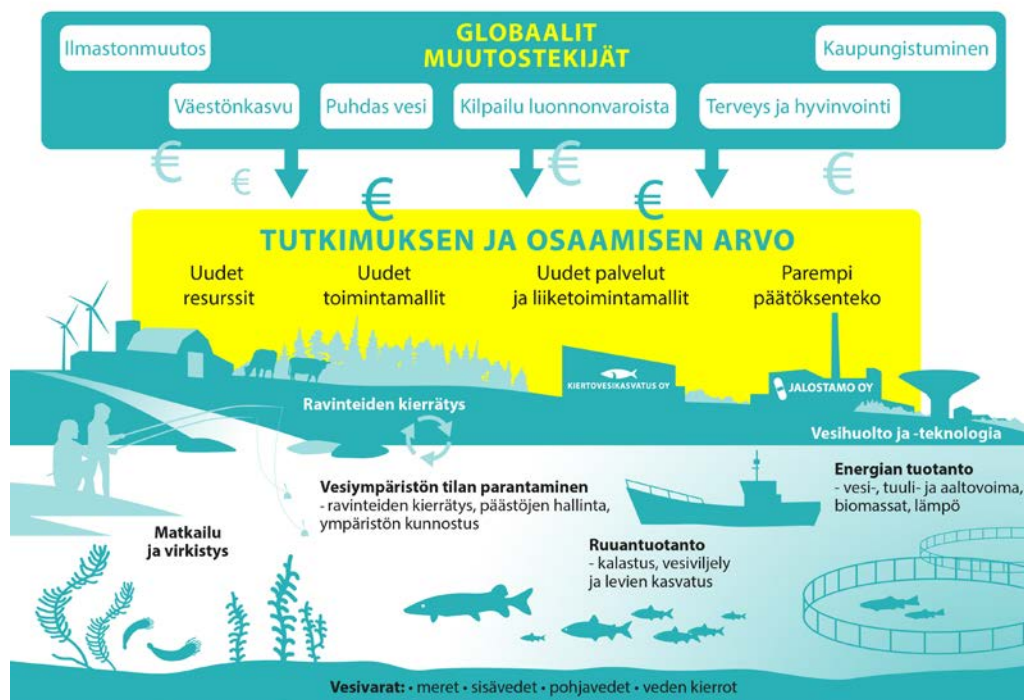 GLOBAALIT
MUUTOSTEKIJÄT
Ilmastonmuutos
Kaupungistuminen
Väestönkasvu
Puhdas vesi
Kilpailu luonnonvaroista
Terveys ja hyvinvointi
€ € € € € €
TUTKIMUKSEN JA OSAAMISEN ARVO
Uudet
resurssit
Uudet
toimintamallit
Uudet palvelut
ja liiketoimintamallit
Parempi
päätöksenteko
KIERTOVESIKASVATUS OY
JALOSTAMO OY
Ravinteiden kierrätys
Vesihuolto ja -teknologia
Vesiympäristön tilan parantaminen
- ravinteiden kierrätys, päästöjen hallinta,
ympäristön kunnostus
Energian tuotanto
- vesi-, tuuli- ja aaltovoima,
biomassat, lämpö
Matkailu
ja virkistys
Ruuantuotanto
- kalastus, vesiviljely
ja levien kasvatus
Vesivarat: • meret • sisävedet • pohjavedet • veden kierrot